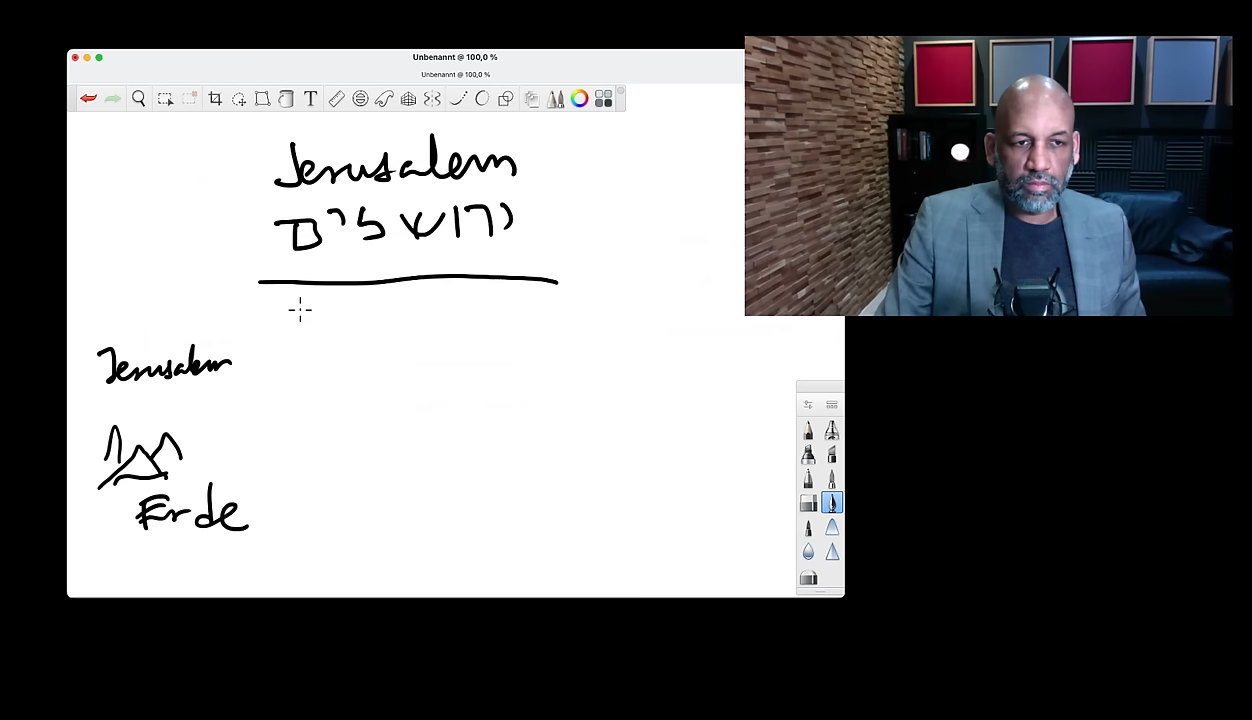 Unbenannt @ 100,0 %
Unbenannt @ 100,0 %
Jerusalem
ירושלים
Jerusalem
Erde